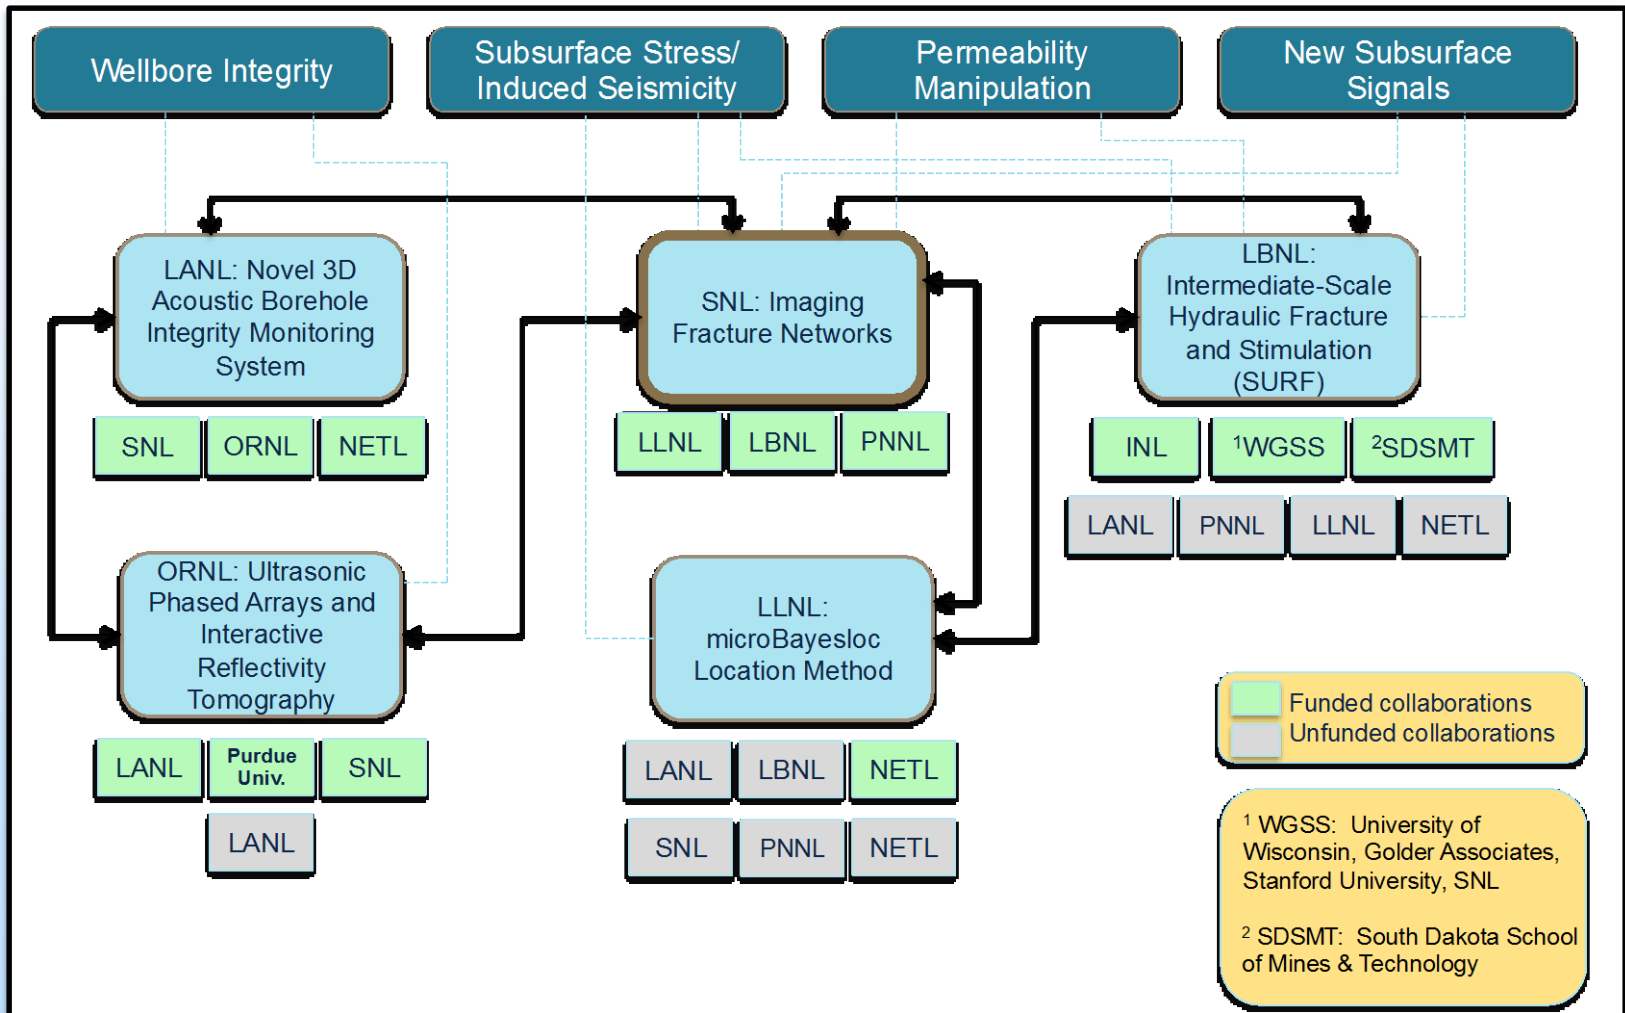 Wellbore Integrity
Subsurface Stress/
Induced Seismicity
Permeability
Manipulation
New Subsurface
Signals
LANL: Novel 3D
Acoustic Borehole
Integrity Monitoring
System
SNL: Imaging
Fracture Networks
LBNL:
Intermediate-Scale
Hydraulic Fracture
and Stimulation
(SURF)
SNL
ORNL
NETL
LLNL
LBNL
PNNL
INL
¹WGSS
²SDSMT
LANL
PNNL
LLNL
NETL
ORNL: Ultrasonic
Phased Arrays and
Interactive
Reflectivity
Tomography
LLNL:
microBayesloc
Location Method
LANL
Purdue
Univ.
SNL
LANL
LANL
LBNL
NETL
SNL
PNNL
NETL
Funded collaborations
Unfunded collaborations
¹ WGSS: University of
Wisconsin, Golder Associates,
Stanford University, SNL
² SDSMT: South Dakota School
of Mines & Technology